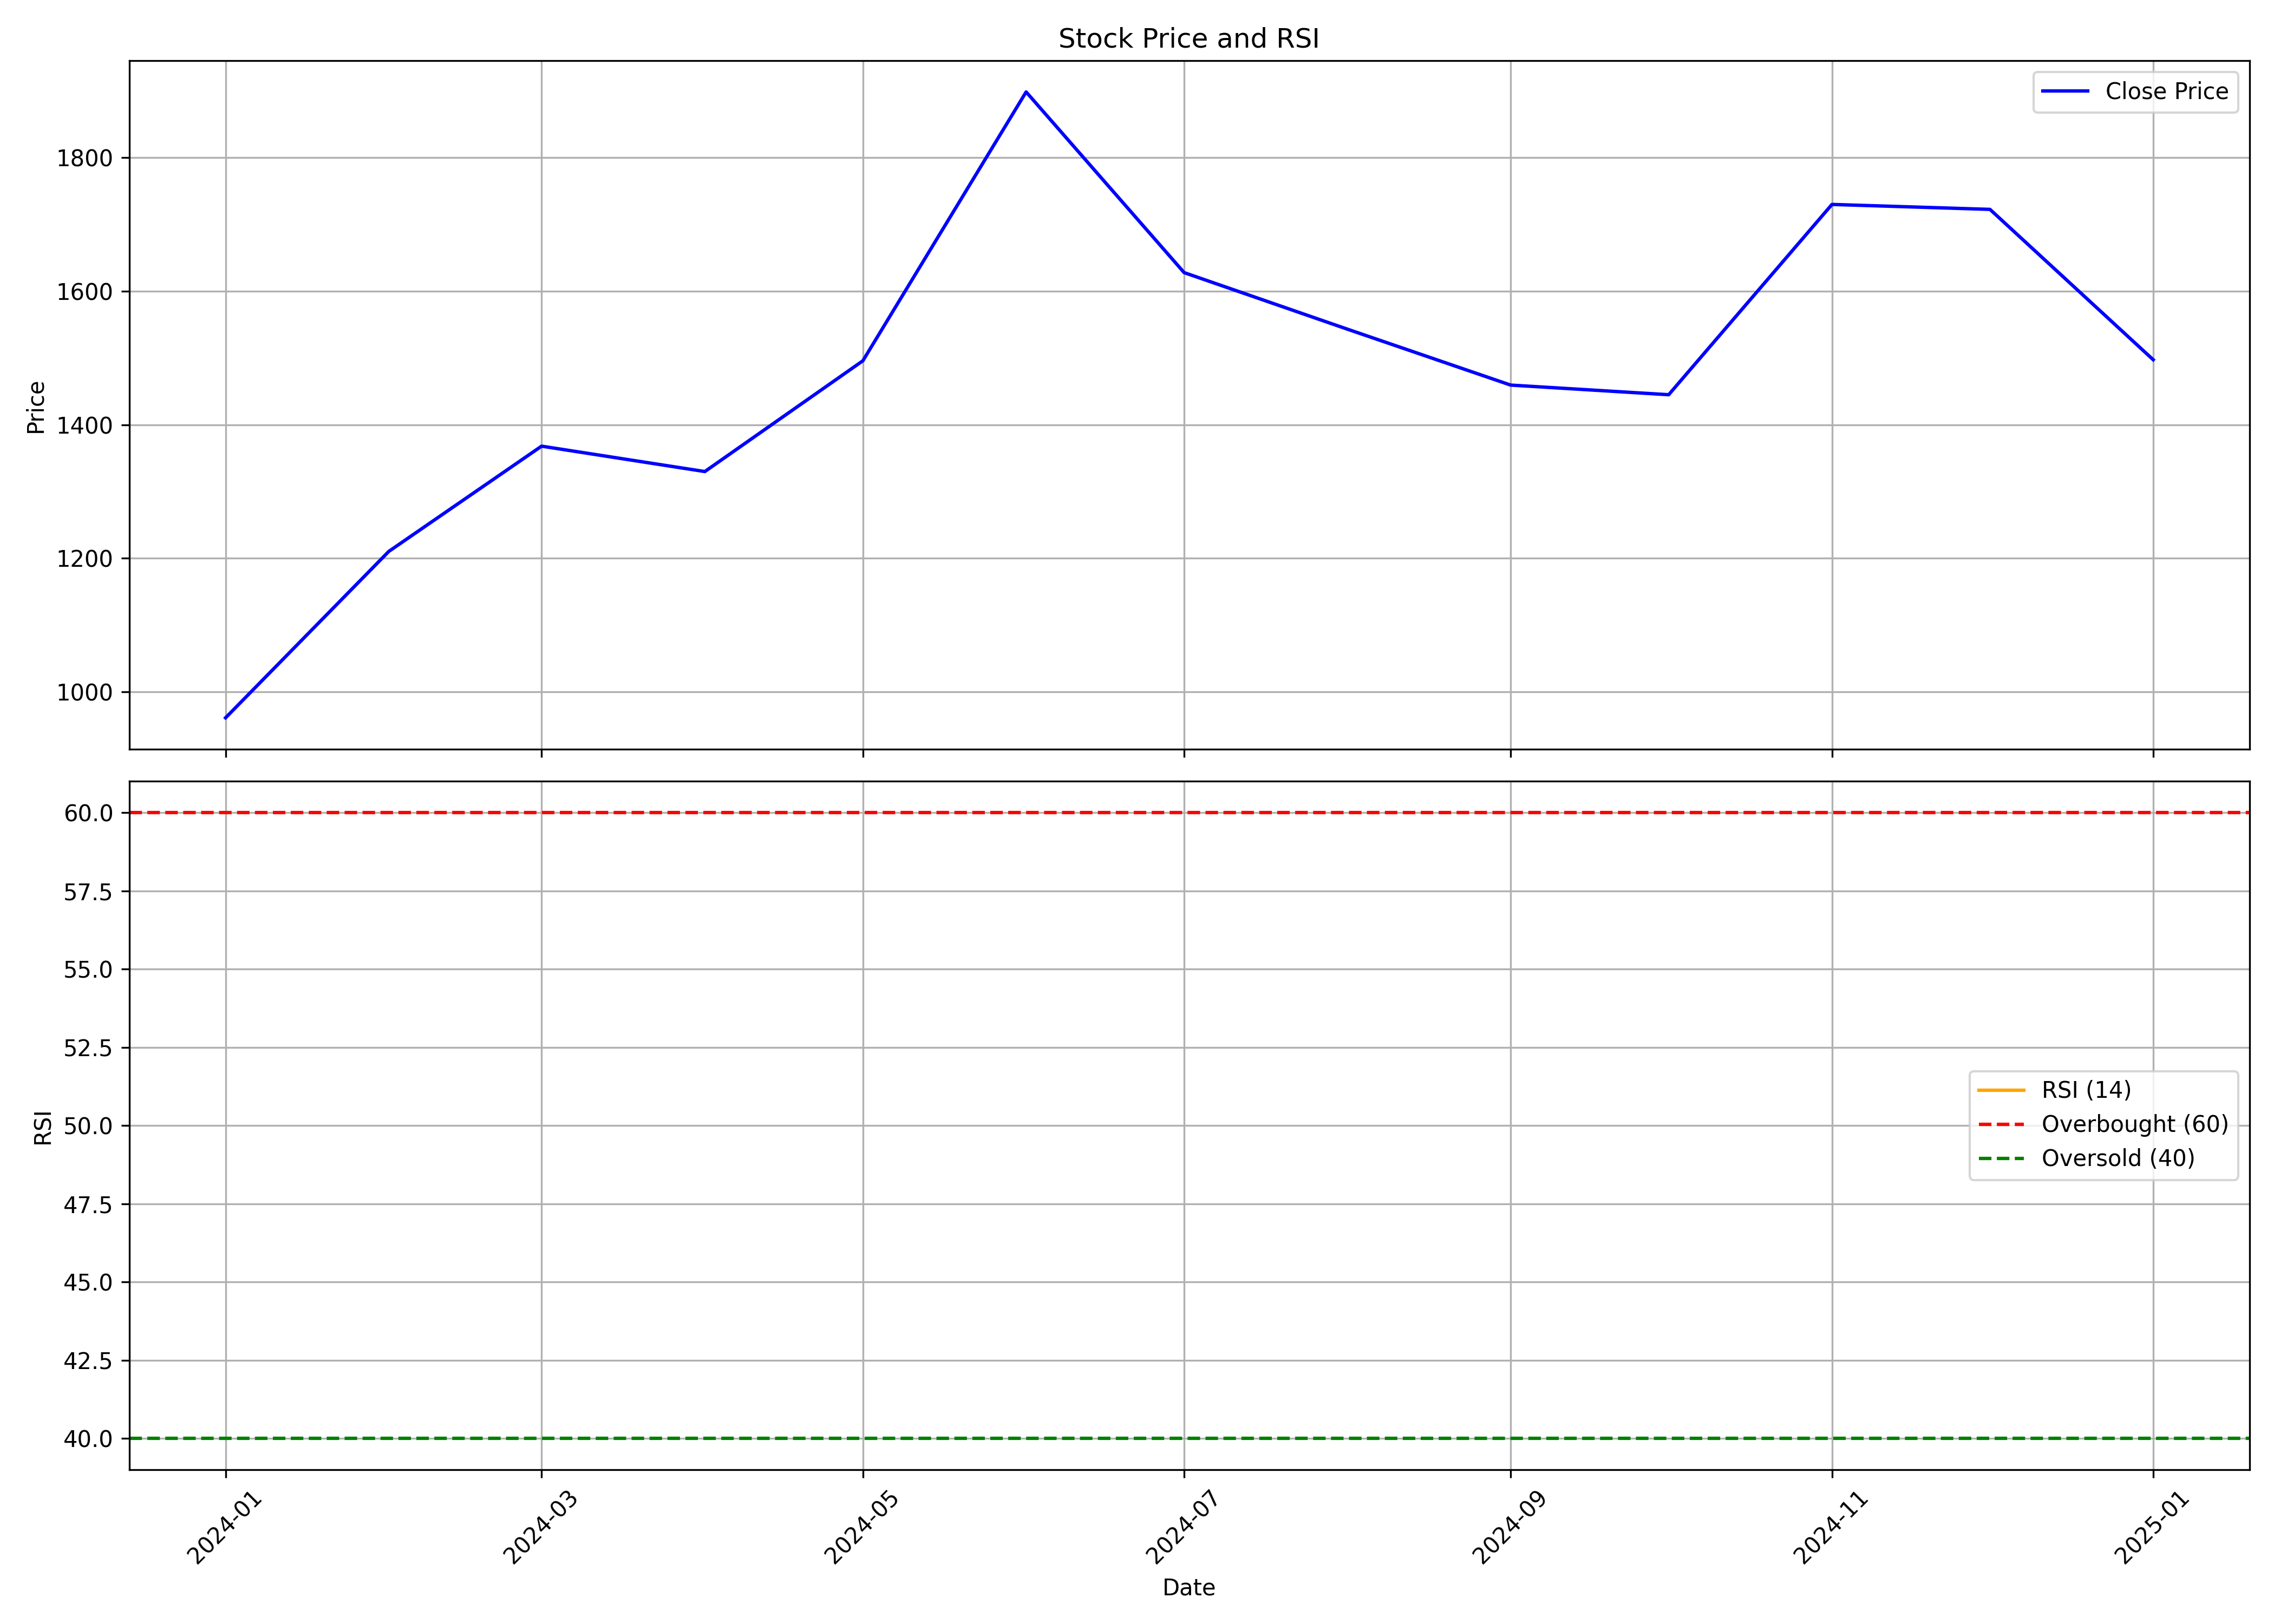 Stock Price and RSI
Close Price
Price
1800
1600
1400
1200
1000
RSI
60.0
57.5
55.0
52.5
50.0
47.5
45.0
42.5
40.0
RSI (14)
Overbought (60)
Oversold (40)
2024-01
2024-03
2024-05
2024-07
2024-09
2024-11
2025-01
Date